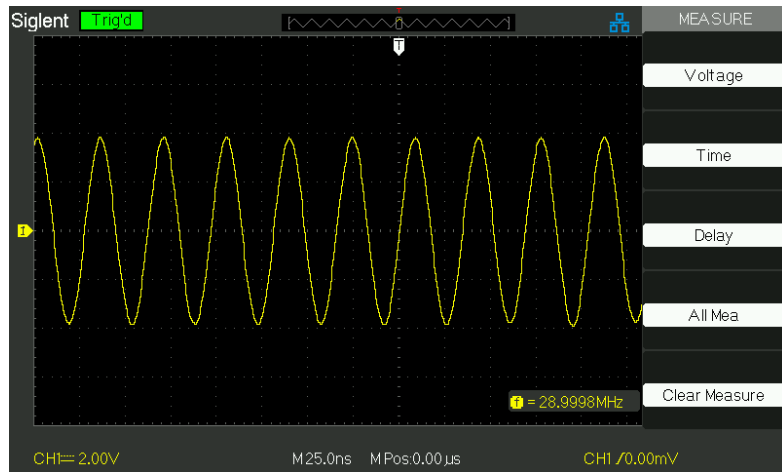 Siglent Trig'd T MEASURE
T
Voltage
Time
1
Delay
All Mea
f = 28.9998MHz
Clear Measure
CH1 2.00V M 25.0ns M Pos:0.00μs CH1 0.00mV